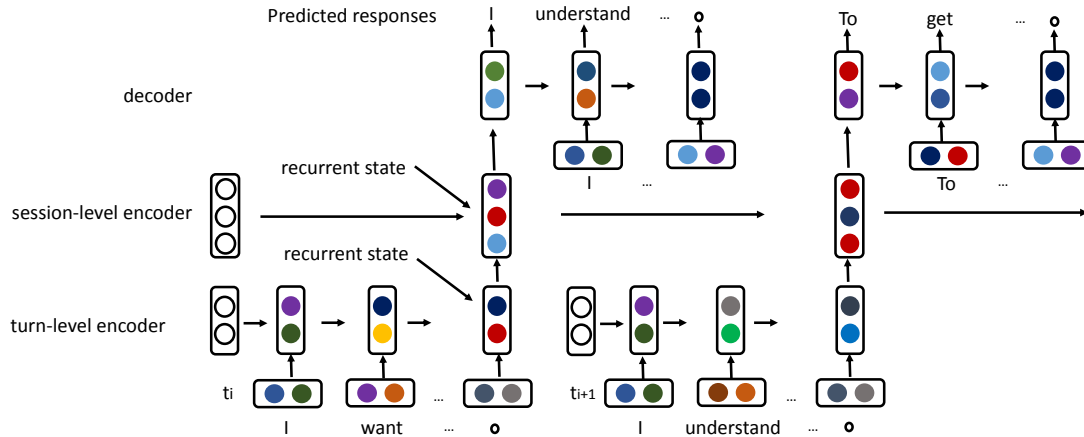 Predicted responses I understand ... o To get ... o
decoder
I ... To ...
recurrent state
session-level encoder
recurrent state
turn-level encoder
ti ... ti+1 ...
I want ... o I understand ... o